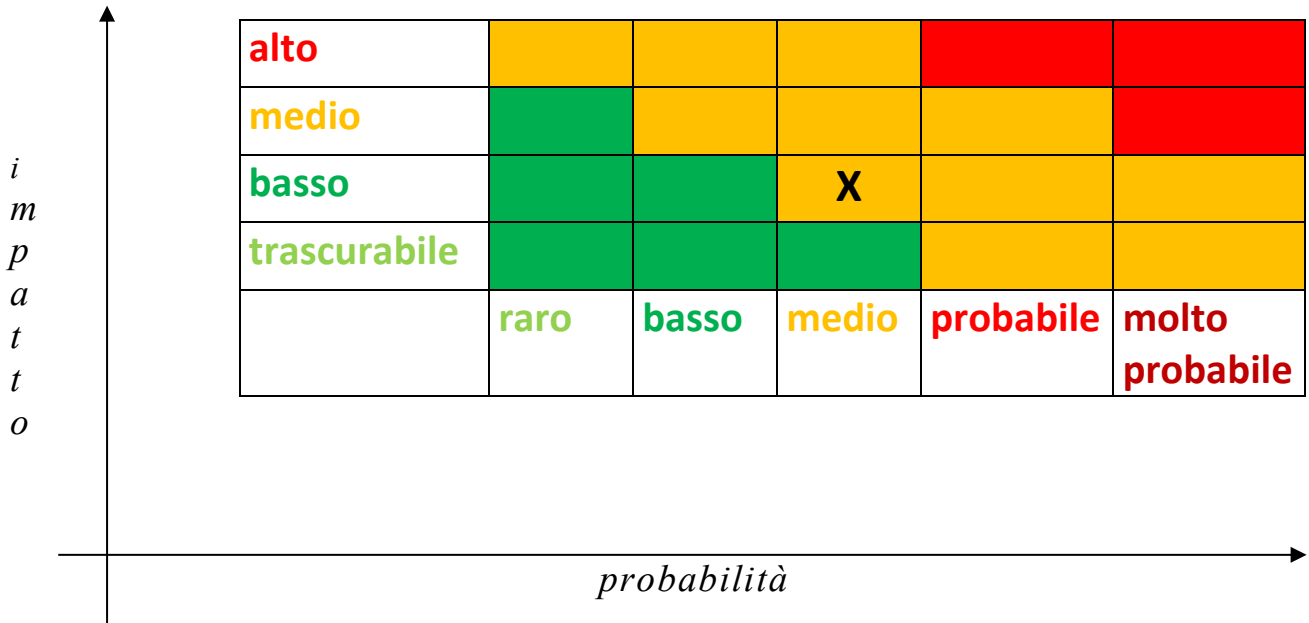 alto
medio
basso X
trascurabile
raro basso medio probabile molto
probabile
i
m
p
a
t
t
o
probabilità